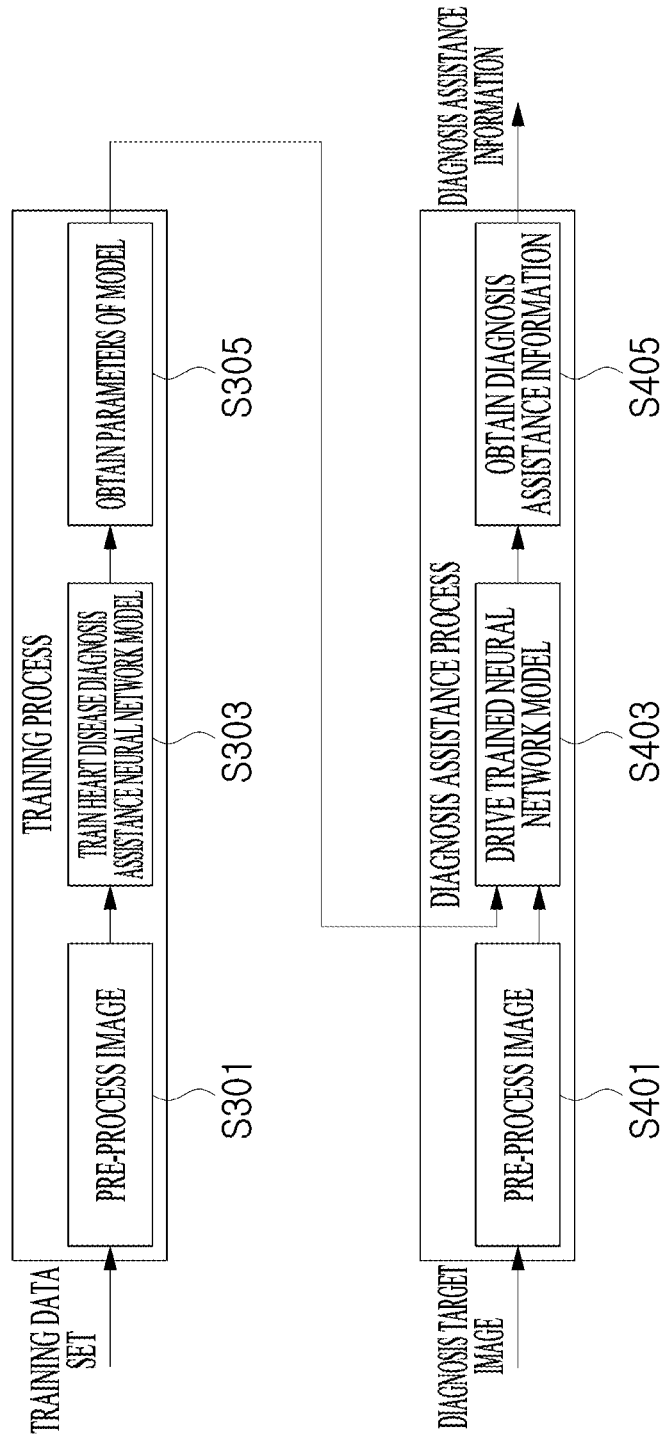 TRAINING PROCESS
TRAINING DATA
SET
PRE-PROCESS IMAGE
S301
TRAIN HEART DISEASE DIAGNOSIS
ASSISTANCE NEURAL NETWORK MODEL
S303
OBTAIN PARAMETERS OF MODEL
S305
DIAGNOSIS ASSISTANCE PROCESS
DIAGNOSIS TARGET
IMAGE
PRE-PROCESS IMAGE
S401
DRIVE TRAINED NEURAL
NETWORK MODEL
S403
OBTAIN DIAGNOSIS
ASSISTANCE INFORMATION
S405
DIAGNOSIS ASSISTANCE
INFORMATION